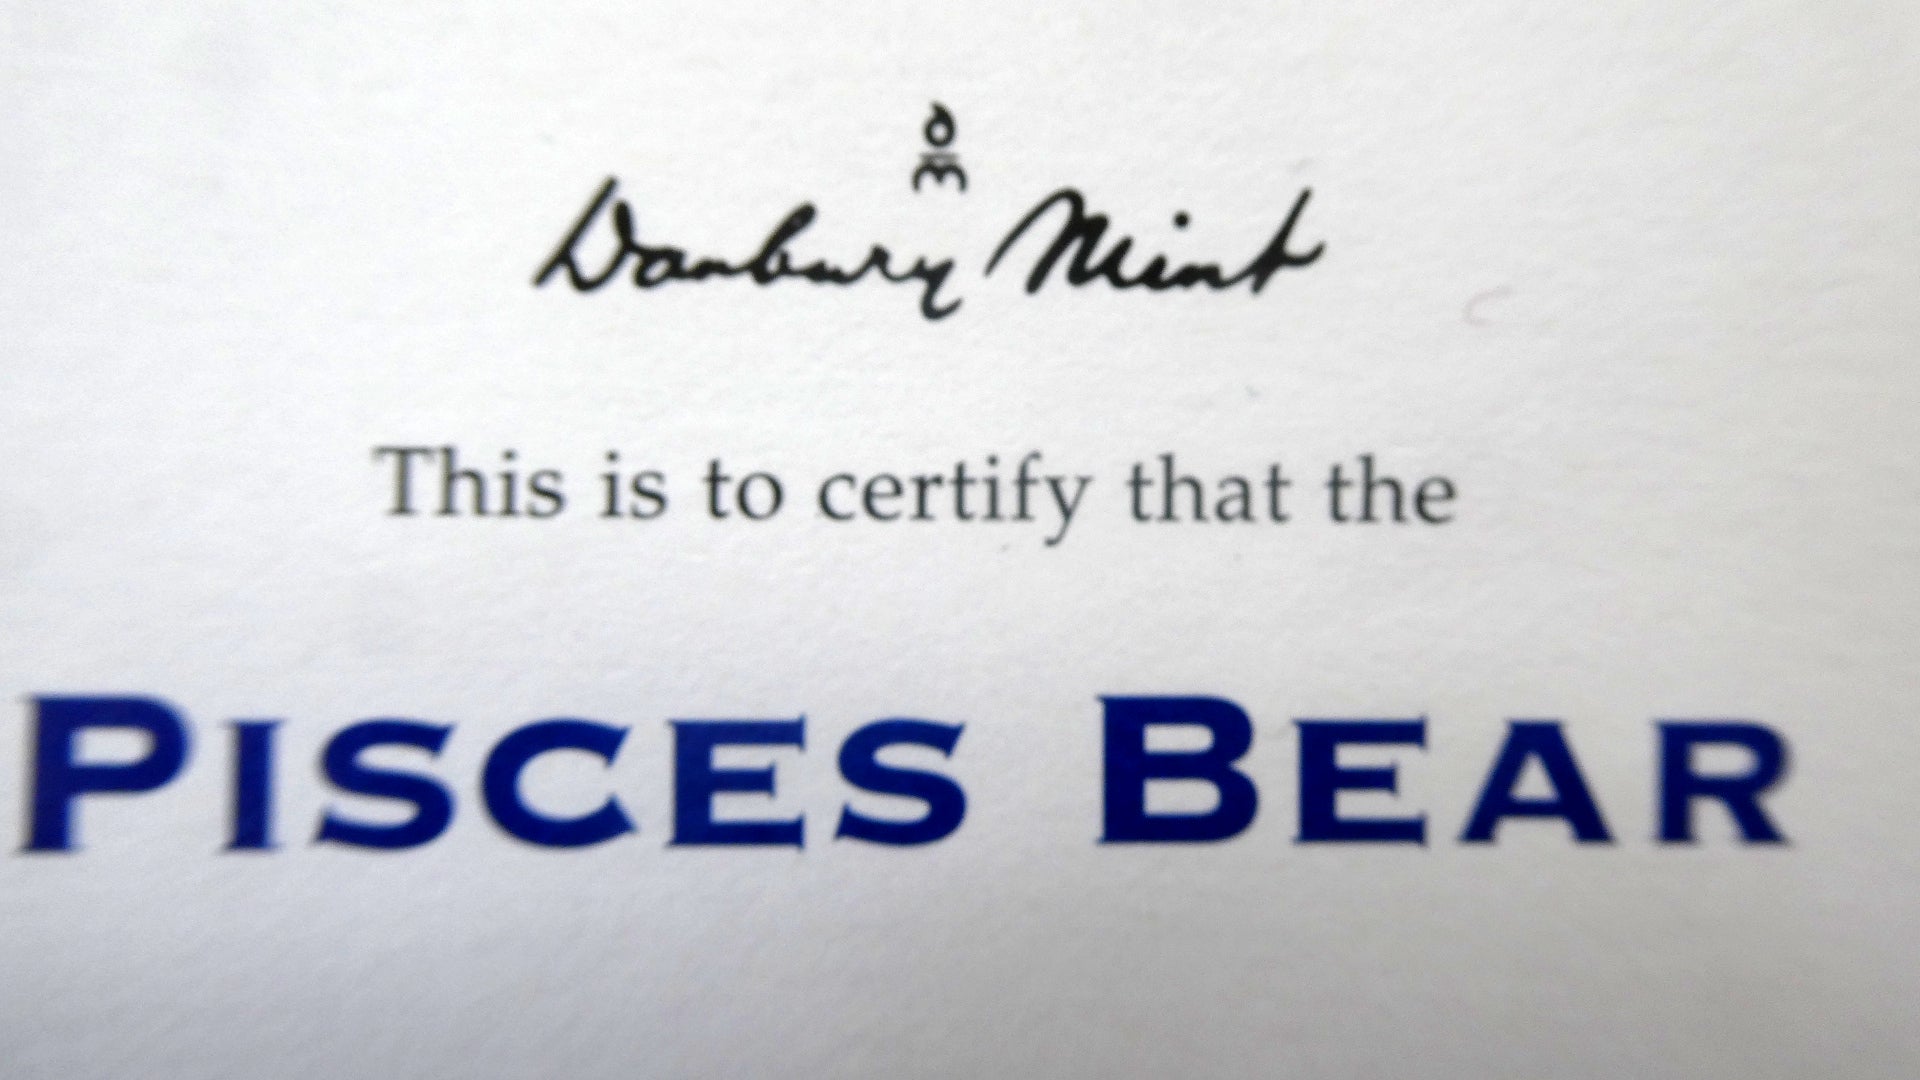 Danbury Mint
This is to certify that the
PISCES BEAR